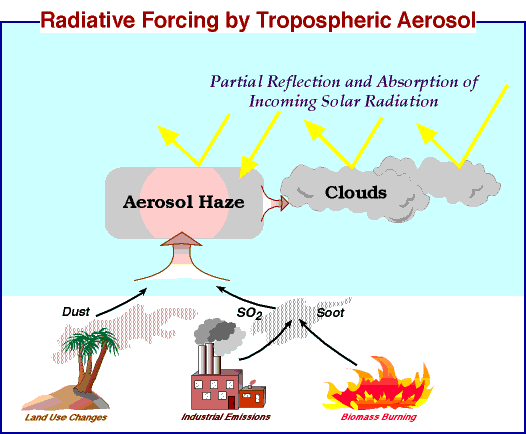 Radiative Forcing by Tropospheric Aerosol
Partial Reflection and Absorption of
Incoming Solar Radiation
Aerosol Haze
Clouds
Dust
SO2
Soot
Land Use Changes
Industrial Emissions
Biomass Burning